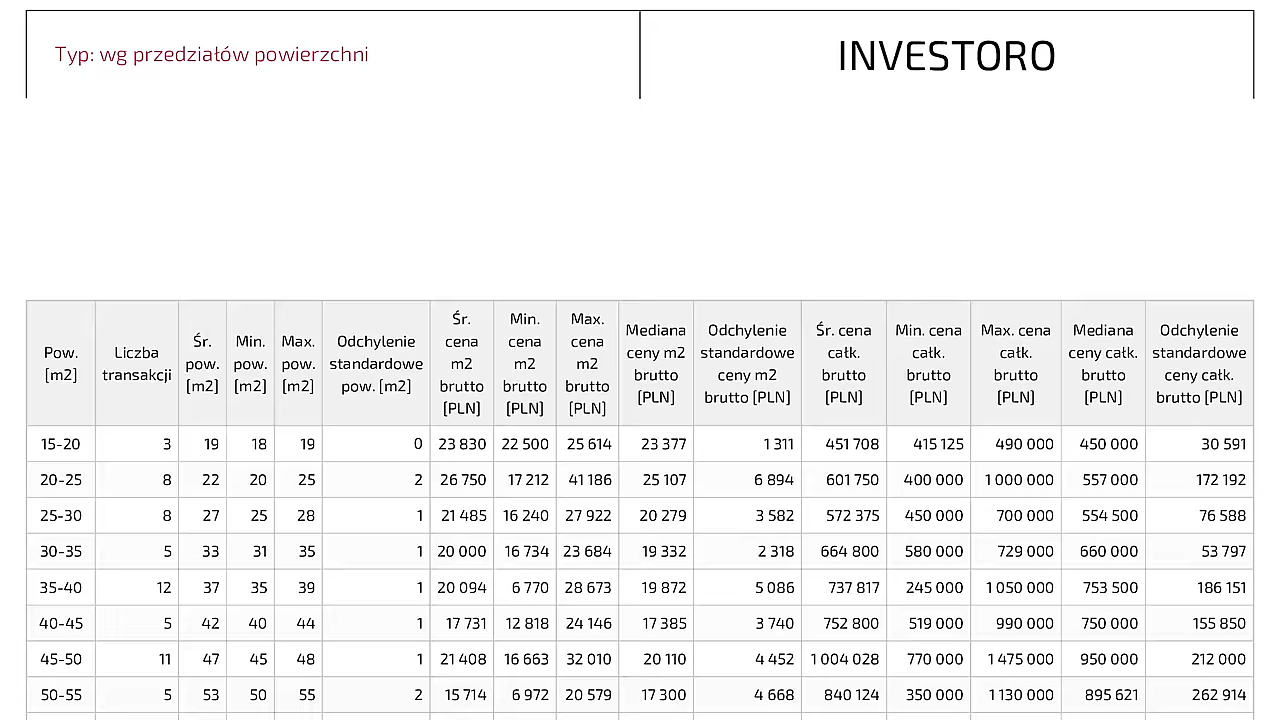 Typ: wg przedziałów powierzchni
INVESTORO
Pow. [m2] Liczba transakcji Śr. pow. [m2] Min. pow. [m2] Max. pow. [m2] Odchylenie standardowe pow. [m2] Śr. cena m2 brutto [PLN] Min. cena m2 brutto [PLN] Max. cena m2 brutto [PLN] Mediana ceny m2 brutto [PLN] Odchylenie standardowe ceny m2 brutto [PLN] Śr. cena całk. brutto [PLN] Min. cena całk. brutto [PLN] Max. cena całk. brutto [PLN] Mediana ceny całk. brutto [PLN] Odchylenie standardowe ceny całk. brutto [PLN]
15-20 3 19 18 19 0 23 830 22 500 25 614 23 377 1 311 451 708 415 125 490 000 450 000 30 591
20-25 8 22 20 25 2 26 750 17 212 41 186 25 107 6 894 601 750 400 000 1 000 000 557 000 172 192
25-30 8 27 25 28 1 21 485 16 240 27 922 20 279 3 582 572 375 450 000 700 000 554 500 76 588
30-35 5 33 31 35 1 20 000 16 734 23 684 19 332 2 318 664 800 580 000 729 000 660 000 53 797
35-40 12 37 35 39 1 20 094 6 770 28 673 19 872 5 086 737 817 245 000 1 050 000 753 500 186 151
40-45 5 42 40 44 1 17 731 12 818 24 146 17 385 3 740 752 800 519 000 990 000 750 000 155 850
45-50 11 47 45 48 1 21 408 16 663 32 010 20 110 4 452 1 004 028 770 000 1 475 000 950 000 212 000
50-55 5 53 50 55 2 15 714 6 972 20 579 17 300 4 668 840 124 350 000 1 130 000 895 621 262 914